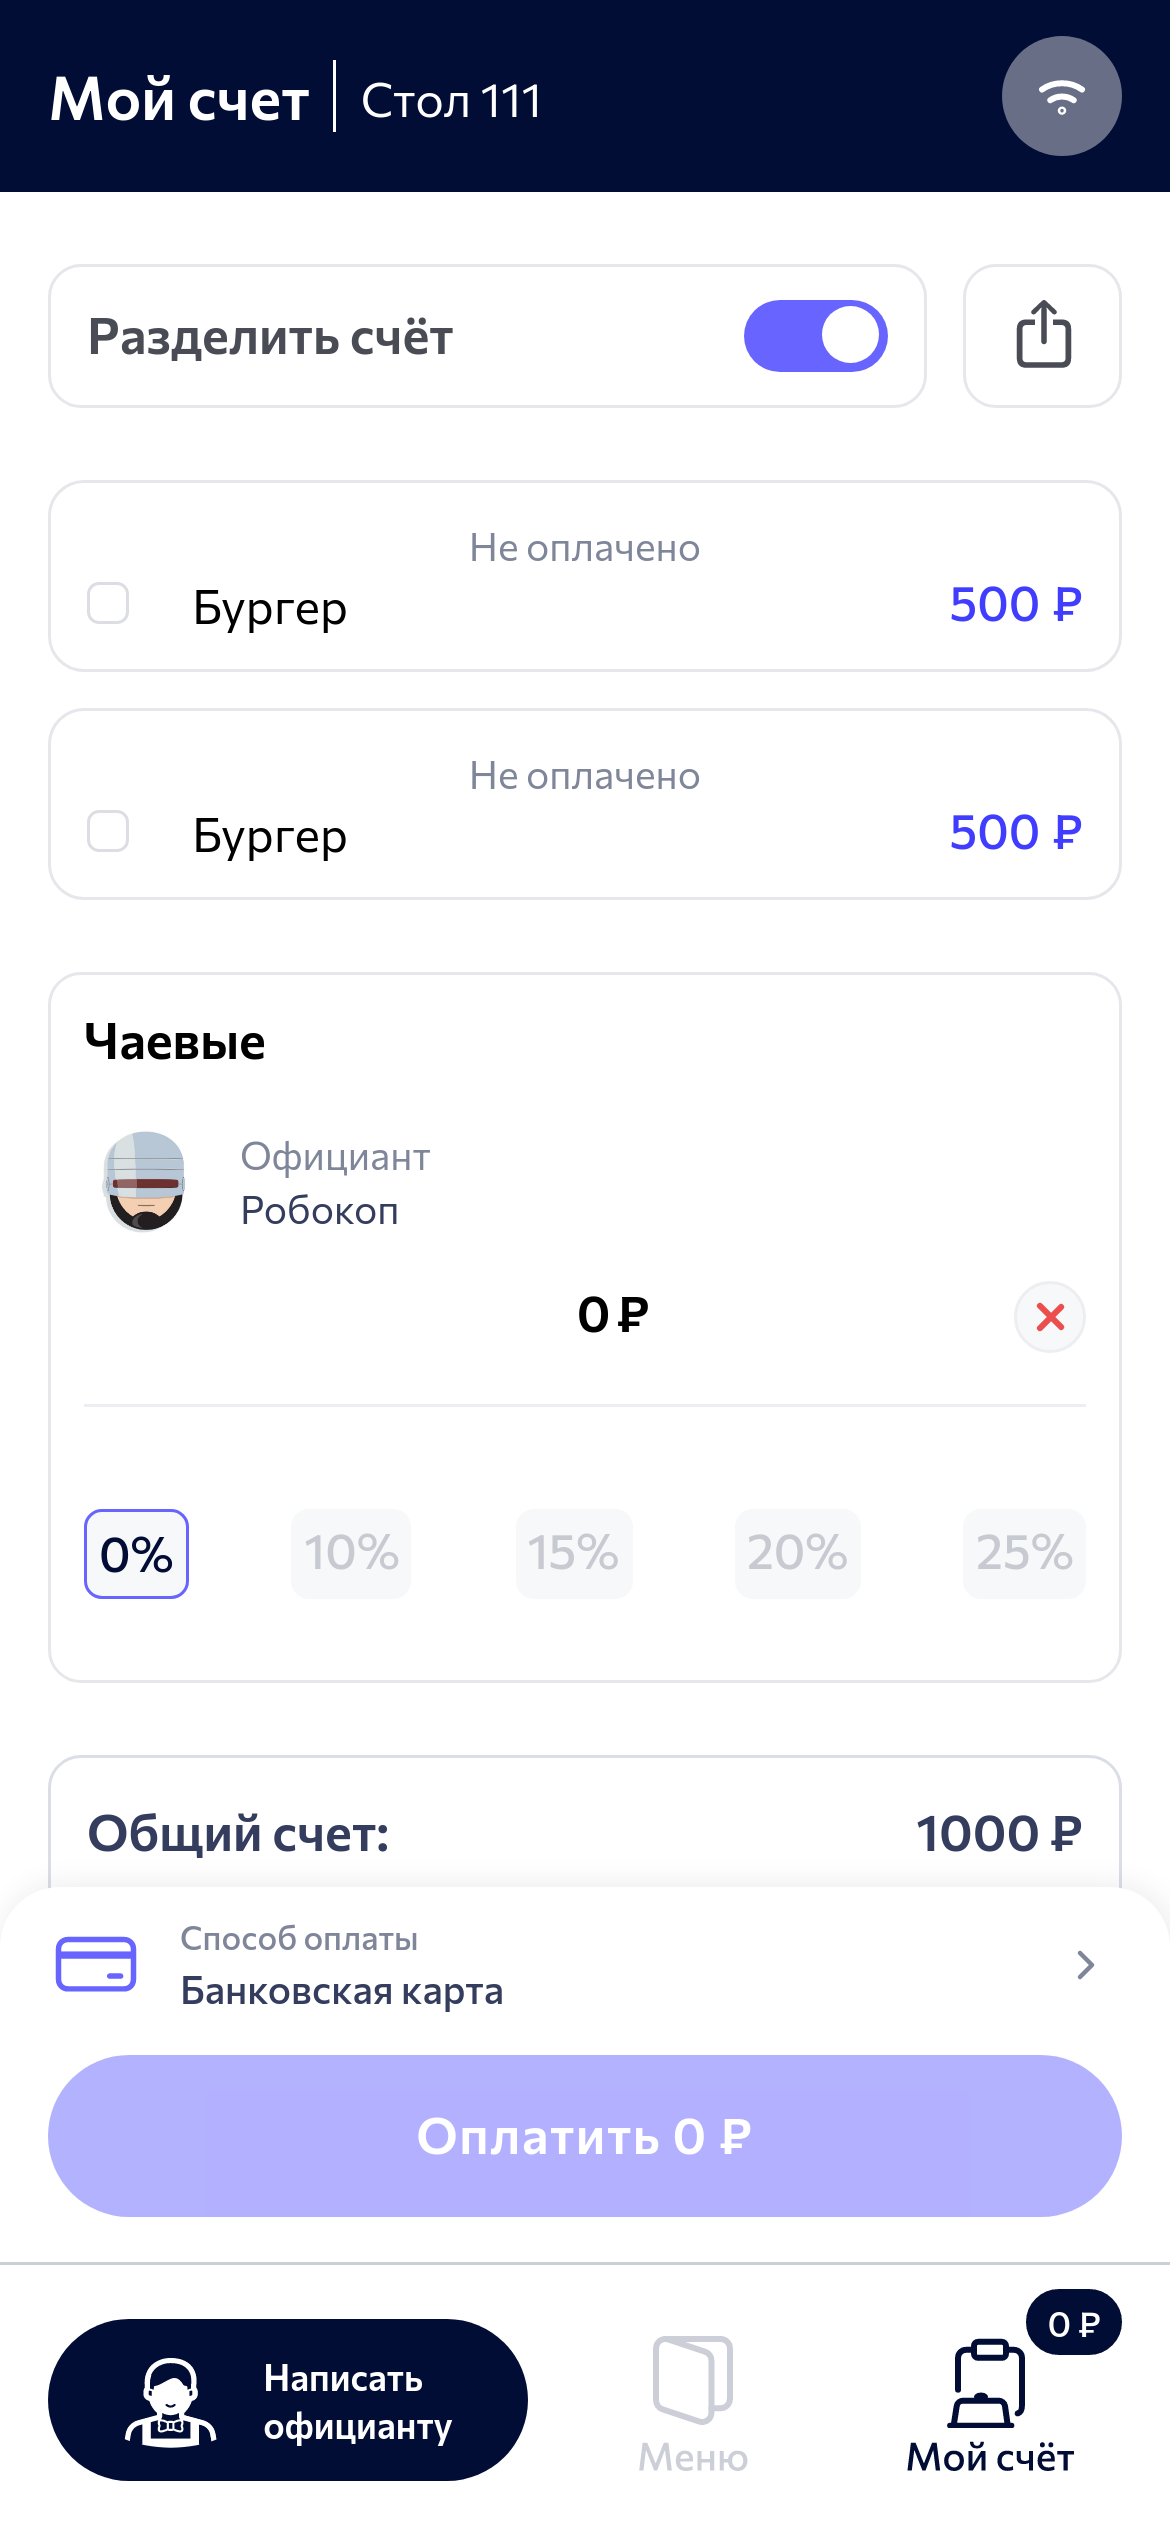 Мой счет
Стол 111
Разделить счёт
Не оплачено
Бургер
500 ₽
Не оплачено
Бургер
500 ₽
Чаевые
Официант
Робокоп
0 ₽
0% 10% 15% 20% 25%
Общий счет: 1000 ₽
Способ оплаты
Банковская карта
Оплатить 0 ₽
Написать
официанту
Меню
0 ₽
Мой счёт